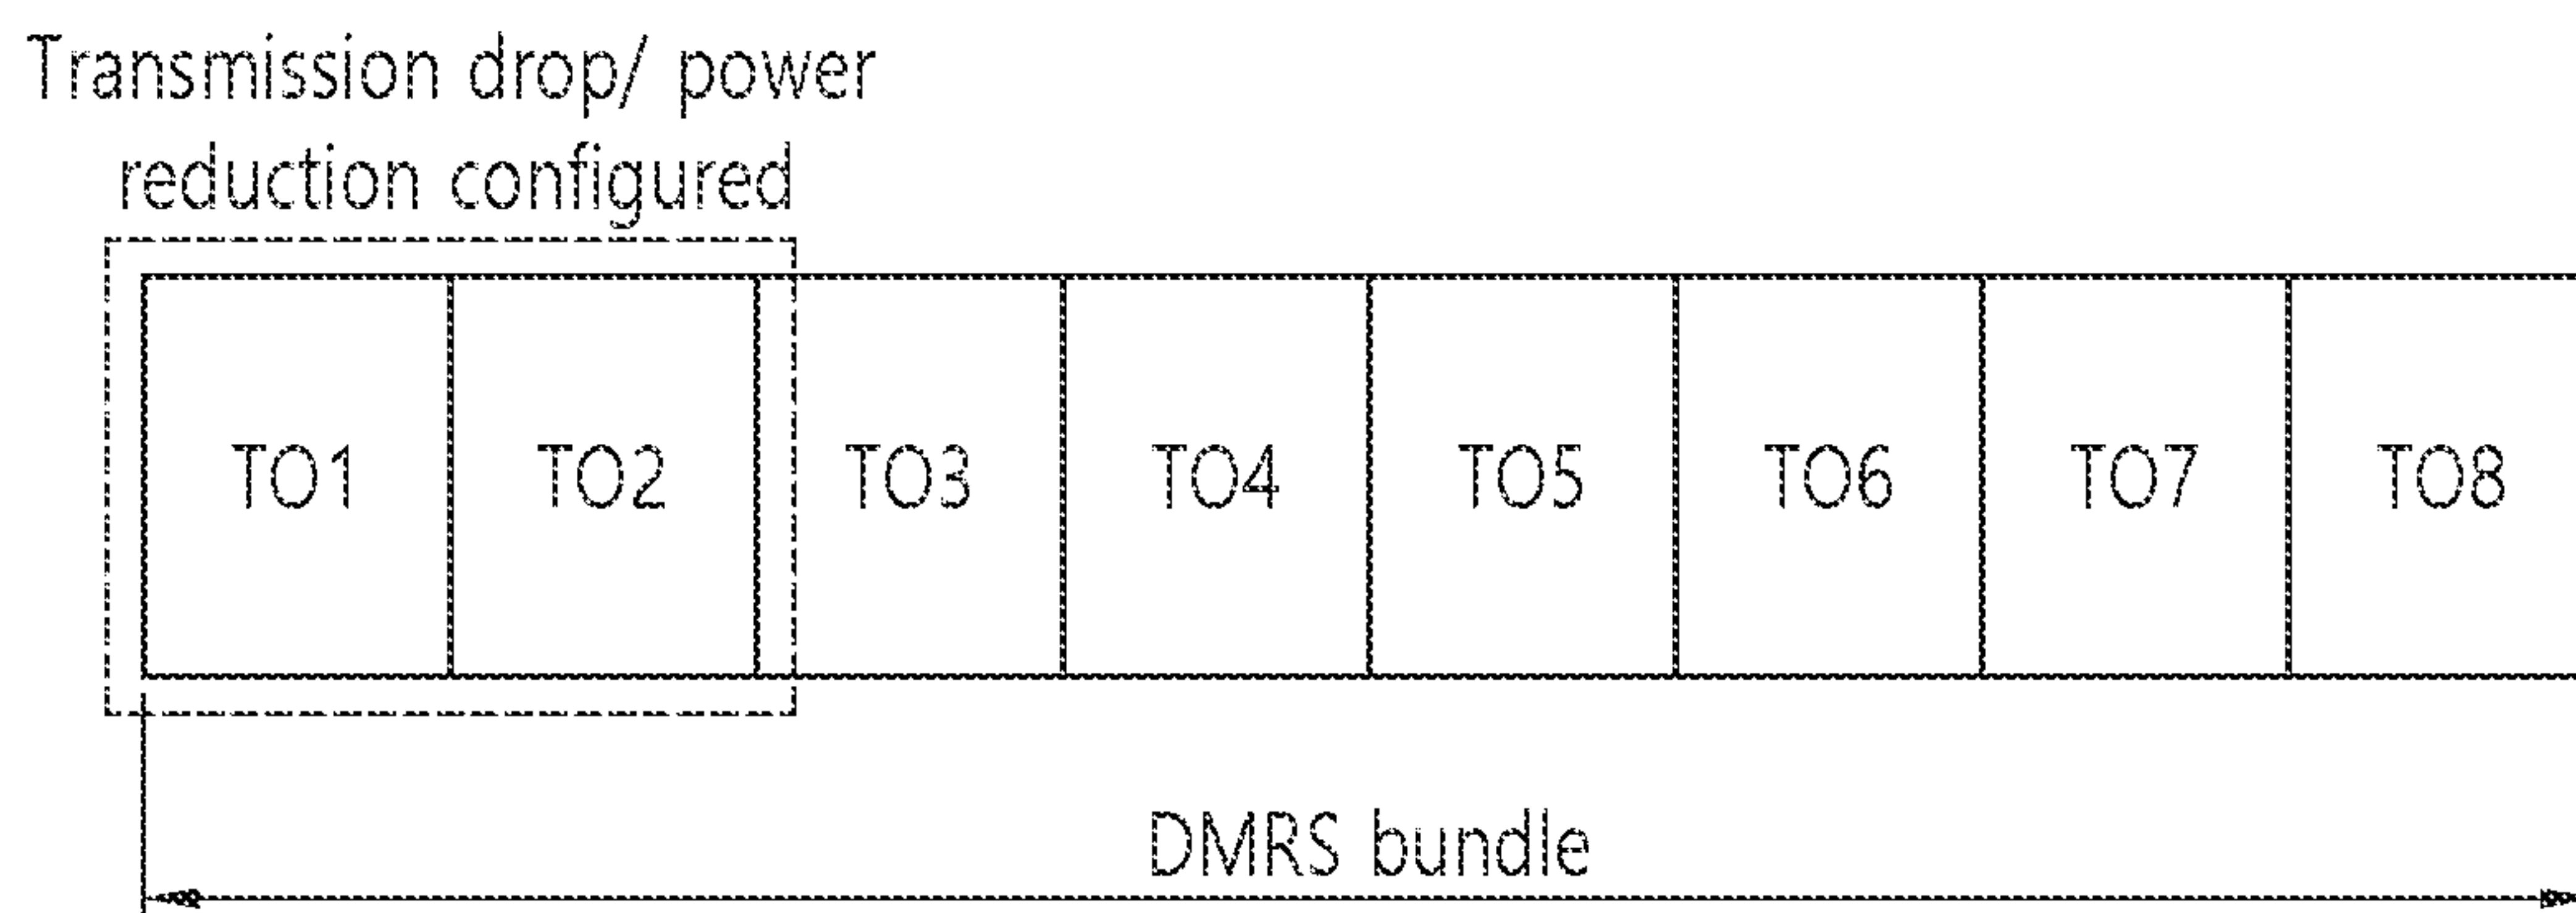 Transmission drop/ power
reduction configured
TO1 TO2 TO3 TO4 TO5 TO6 TO7 TO8
DMRS bundle